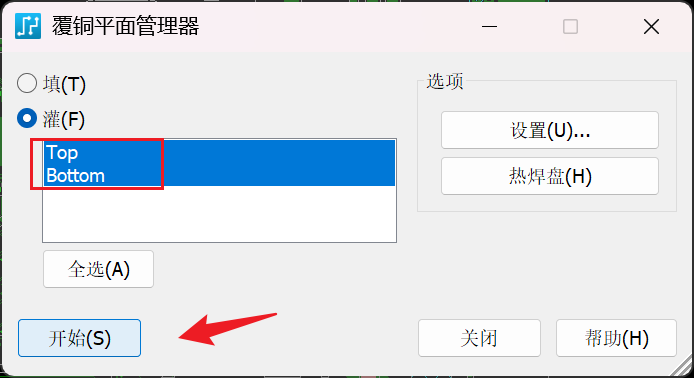 覆铜平面管理器
填(T)
灌(F)
Top
Bottom
全选(A)
选项
设置(U)...
热焊盘(H)
开始(S)
关闭
帮助(H)